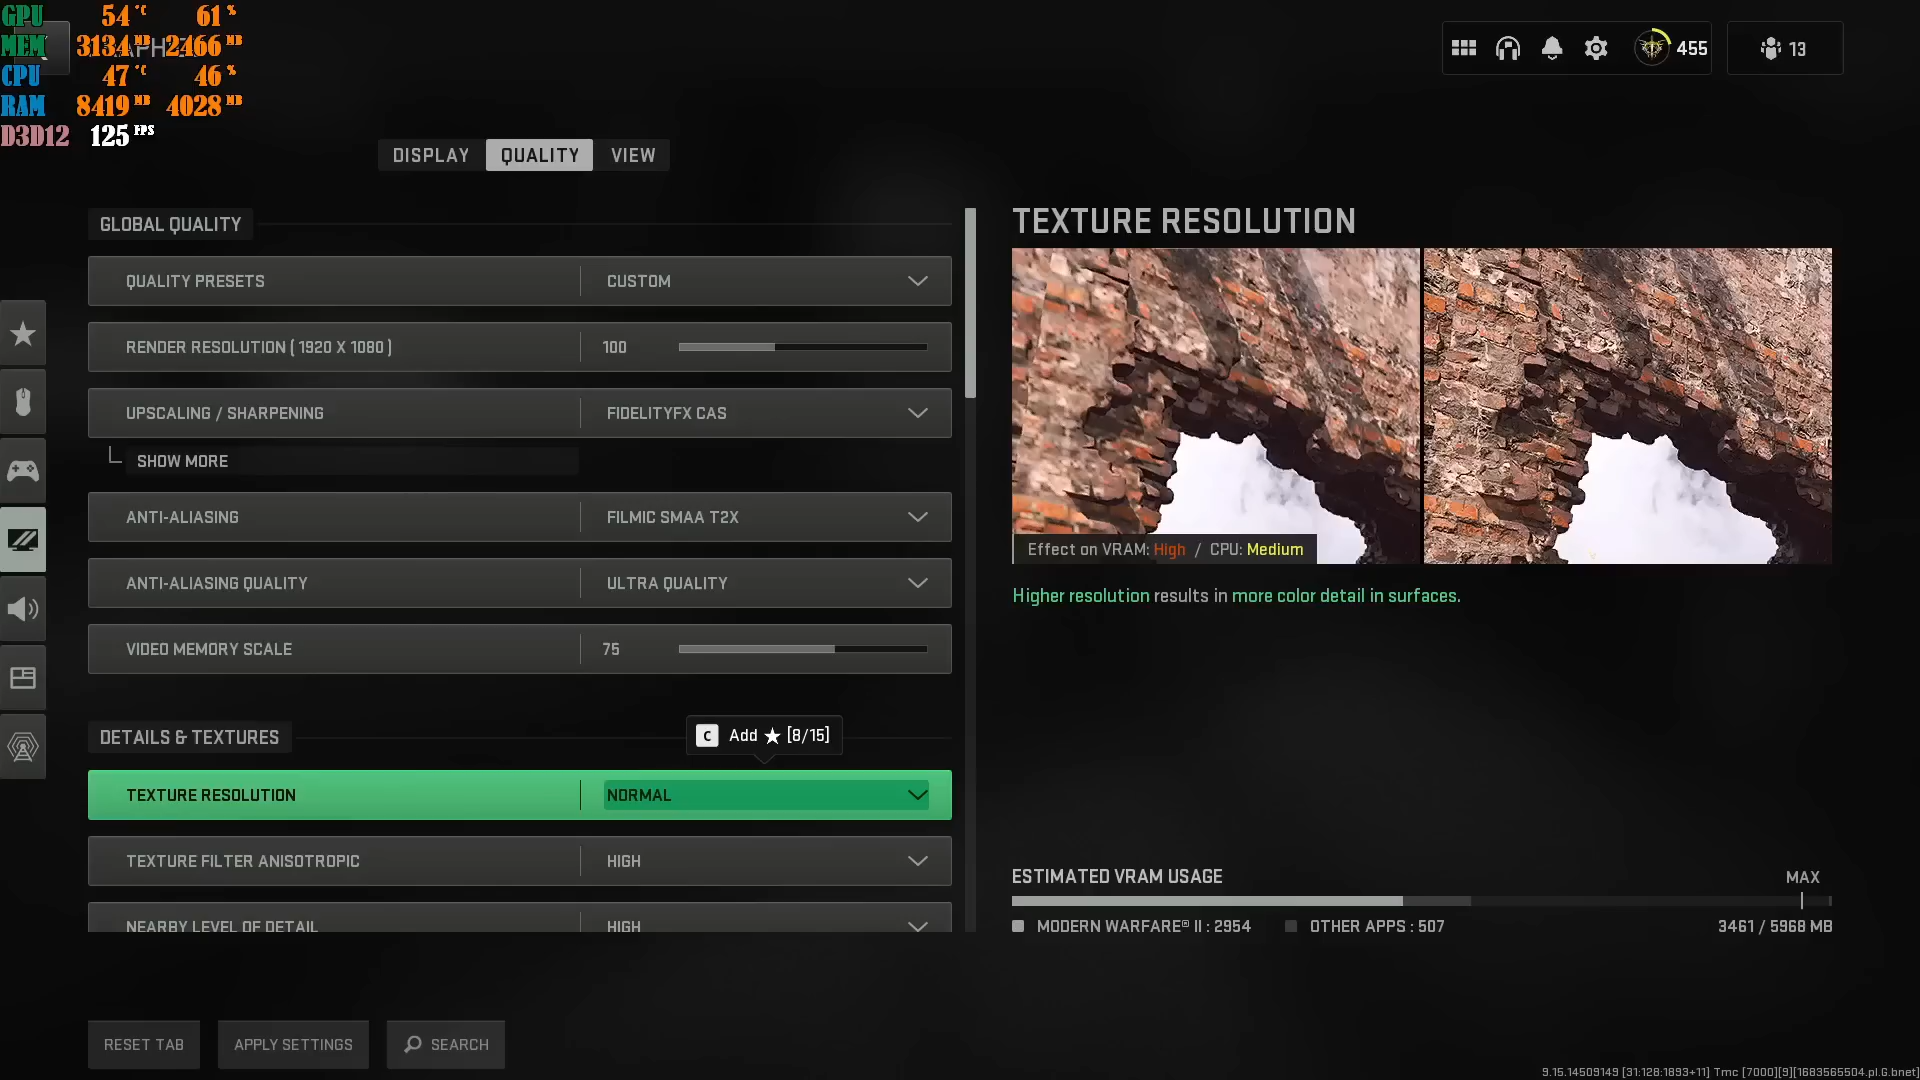 GPU 54 °C 61 %
MEM 3134 MB 2466 MB
CPU 47 °C 46 %
RAM 8419 MB 4028 MB
D3D12 125 FPS
455
13
DISPLAY QUALITY VIEW
GLOBAL QUALITY
QUALITY PRESETS CUSTOM
RENDER RESOLUTION ( 1920 X 1080 ) 100
UPSCALING / SHARPENING FIDELITYFX CAS
SHOW MORE
ANTI-ALIASING FILMIC SMAA T2X
ANTI-ALIASING QUALITY ULTRA QUALITY
VIDEO MEMORY SCALE 75
DETAILS & TEXTURES
C Add ★ [8/15]
TEXTURE RESOLUTION NORMAL
TEXTURE FILTER ANISOTROPIC HIGH
NEARBY LEVEL OF DETAIL HIGH
TEXTURE RESOLUTION
Effect on VRAM: High / CPU: Medium
Higher resolution results in more color detail in surfaces.
ESTIMATED VRAM USAGE MAX
MODERN WARFARE® II : 2954 OTHER APPS : 507 3461 / 5968 MB
RESET TAB APPLY SETTINGS SEARCH
9.15.14509149 [31:128:1893+11] Tmc [7000][9][1683565504.pl.G.bnet]